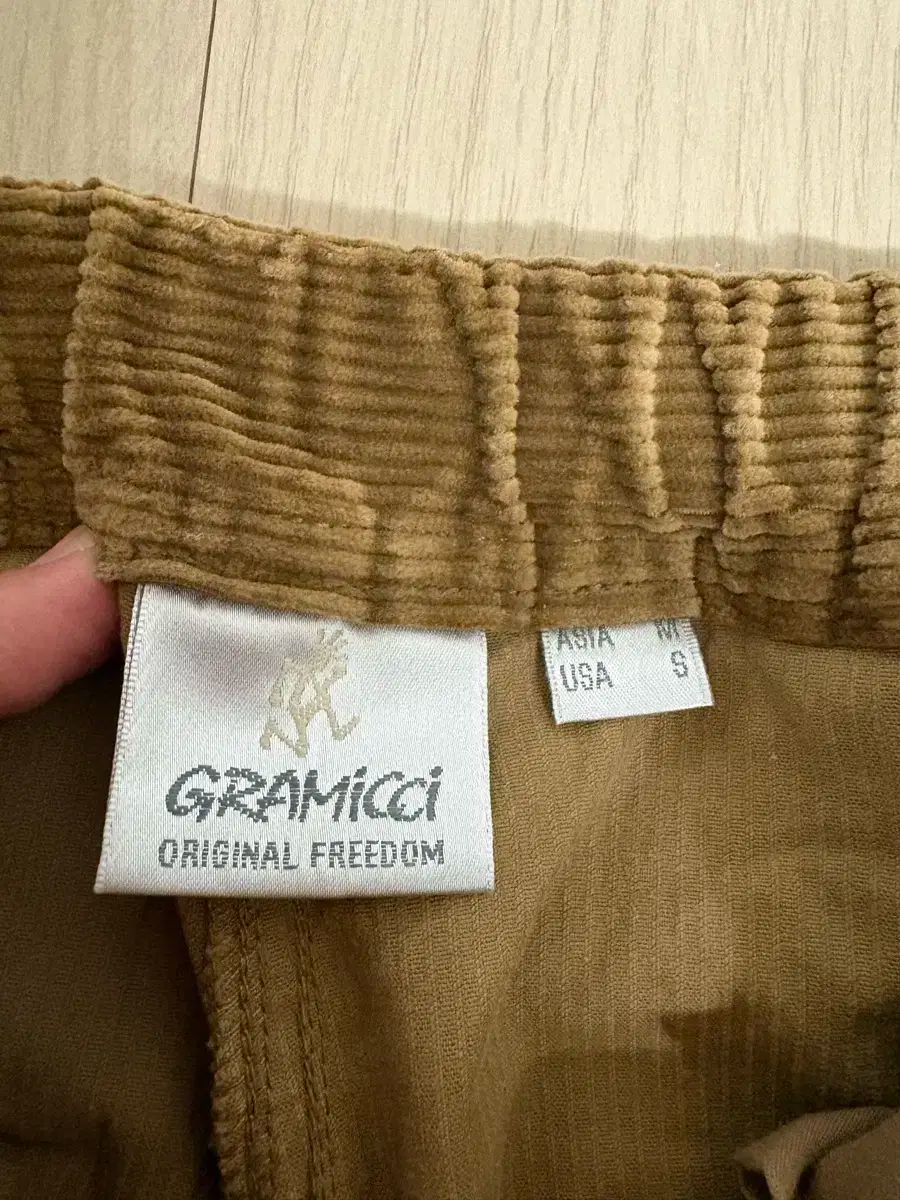 GRAMiCCi
ORIGINAL FREEDOM
ASIA M
USA S